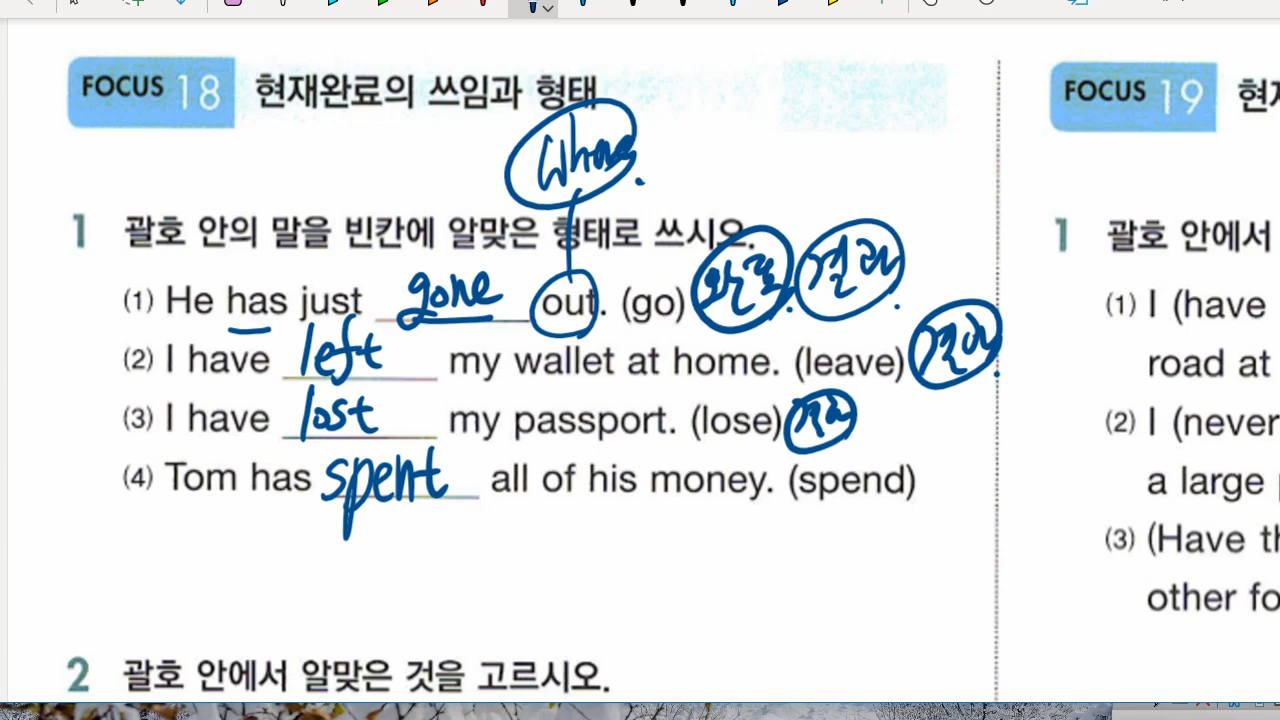 FOCUS 18 현재완료의 쓰임과 형태
1 괄호 안의 말을 빈칸에 알맞은 형태로 쓰시오.
(1) He has just gone out. (go) 완료. 결과.
(2) I have left my wallet at home. (leave) 결과.
(3) I have lost my passport. (lose) 결과
(4) Tom has spent all of his money. (spend)
2 괄호 안에서 알맞은 것을 고르시오.
FOCUS 19
1 괄호 안에서
(1) I (have
road at
(2) I (never
a large
(3) (Have
other